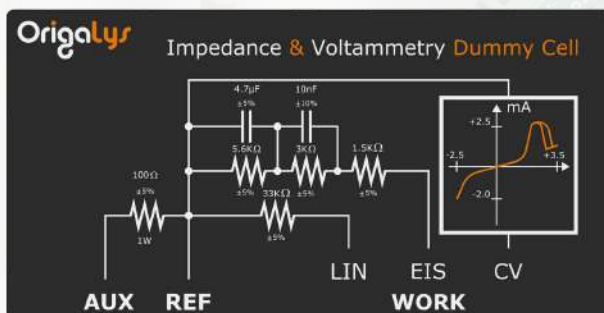 OrigaLys
Impedance & Voltammetry Dummy Cell
4.7µF
±5%
10nF
±10%
mA
+2.5
-2.5
+3.5
-2.0
5.6KΩ
±5%
3KΩ
±5%
1.5KΩ
±5%
100Ω
±5%
1W
33KΩ
±5%
LIN
EIS
CV
AUX
REF
WORK